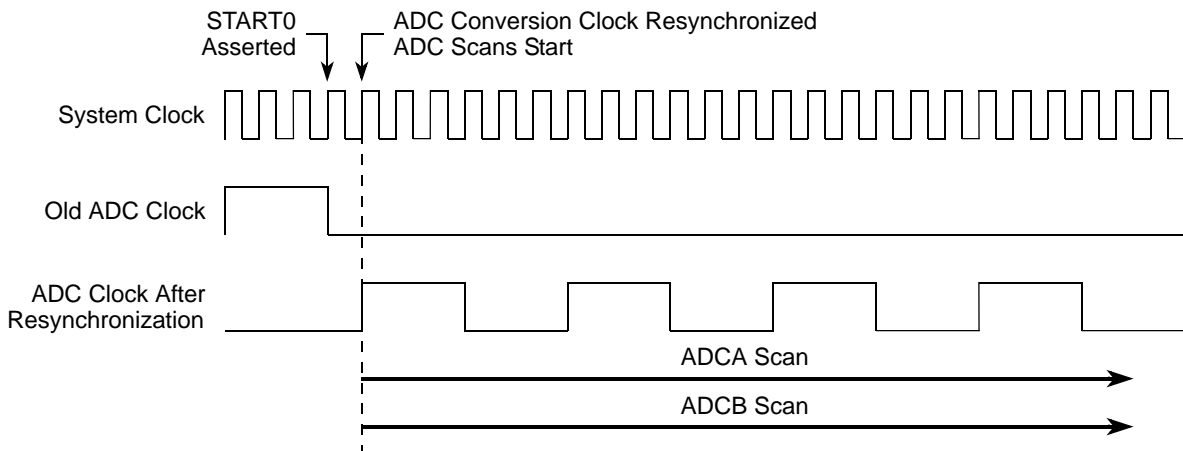 START0
Asserted
ADC Conversion Clock Resynchronized
ADC Scans Start
System Clock
Old ADC Clock
ADC Clock After
Resynchronization
ADCA Scan
ADCB Scan